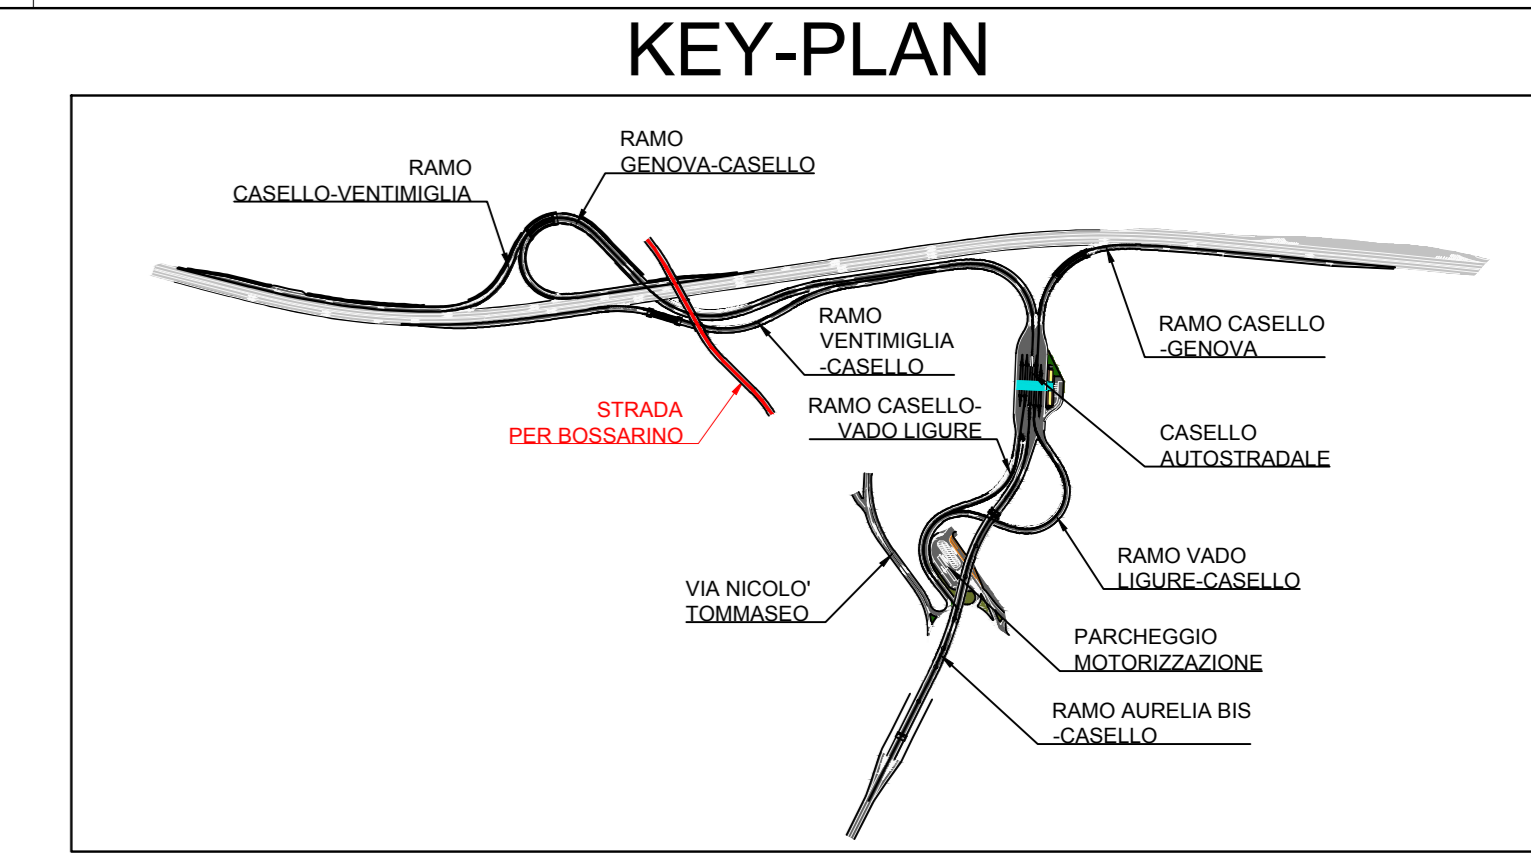 KEY-PLAN
RAMO
GENOVA-CASELLO
RAMO
CASELLO-VENTIMIGLIA
RAMO
VENTIMIGLIA
-CASELLO
RAMO CASELLO
-GENOVA
STRADA
PER BOSSARINO
RAMO CASELLO-
VADO LIGURE
CASELLO
AUTOSTRADALE
RAMO VADO
LIGURE-CASELLO
VIA NICOLO'
TOMMASEO
PARCHEGGIO
MOTORIZZAZIONE
RAMO AURELIA BIS
-CASELLO